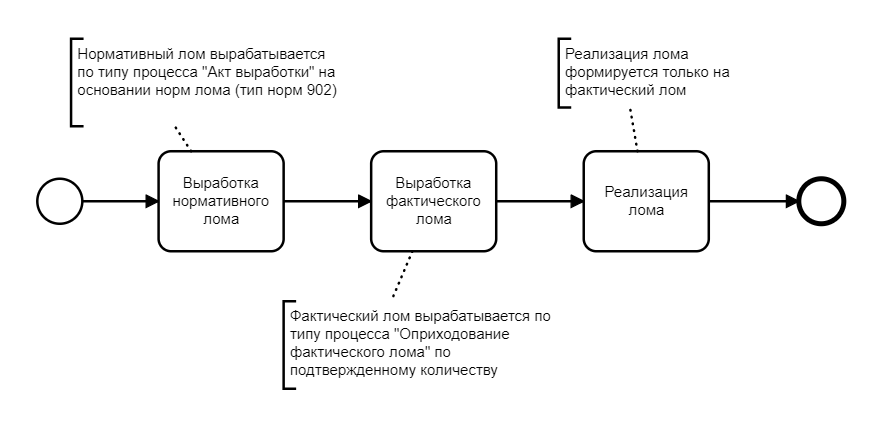 Нормативный лом вырабатывается
по типу процесса "Акт выработки" на
основании норм лома (тип норм 902)
Реализация лома
формируется только на
фактический лом
Выработка
нормативного
лома
Выработка
фактического
лома
Реализация
лома
Фактический лом вырабатывается по
типу процесса "Оприходование
фактического лома" по
подтвержденному количеству